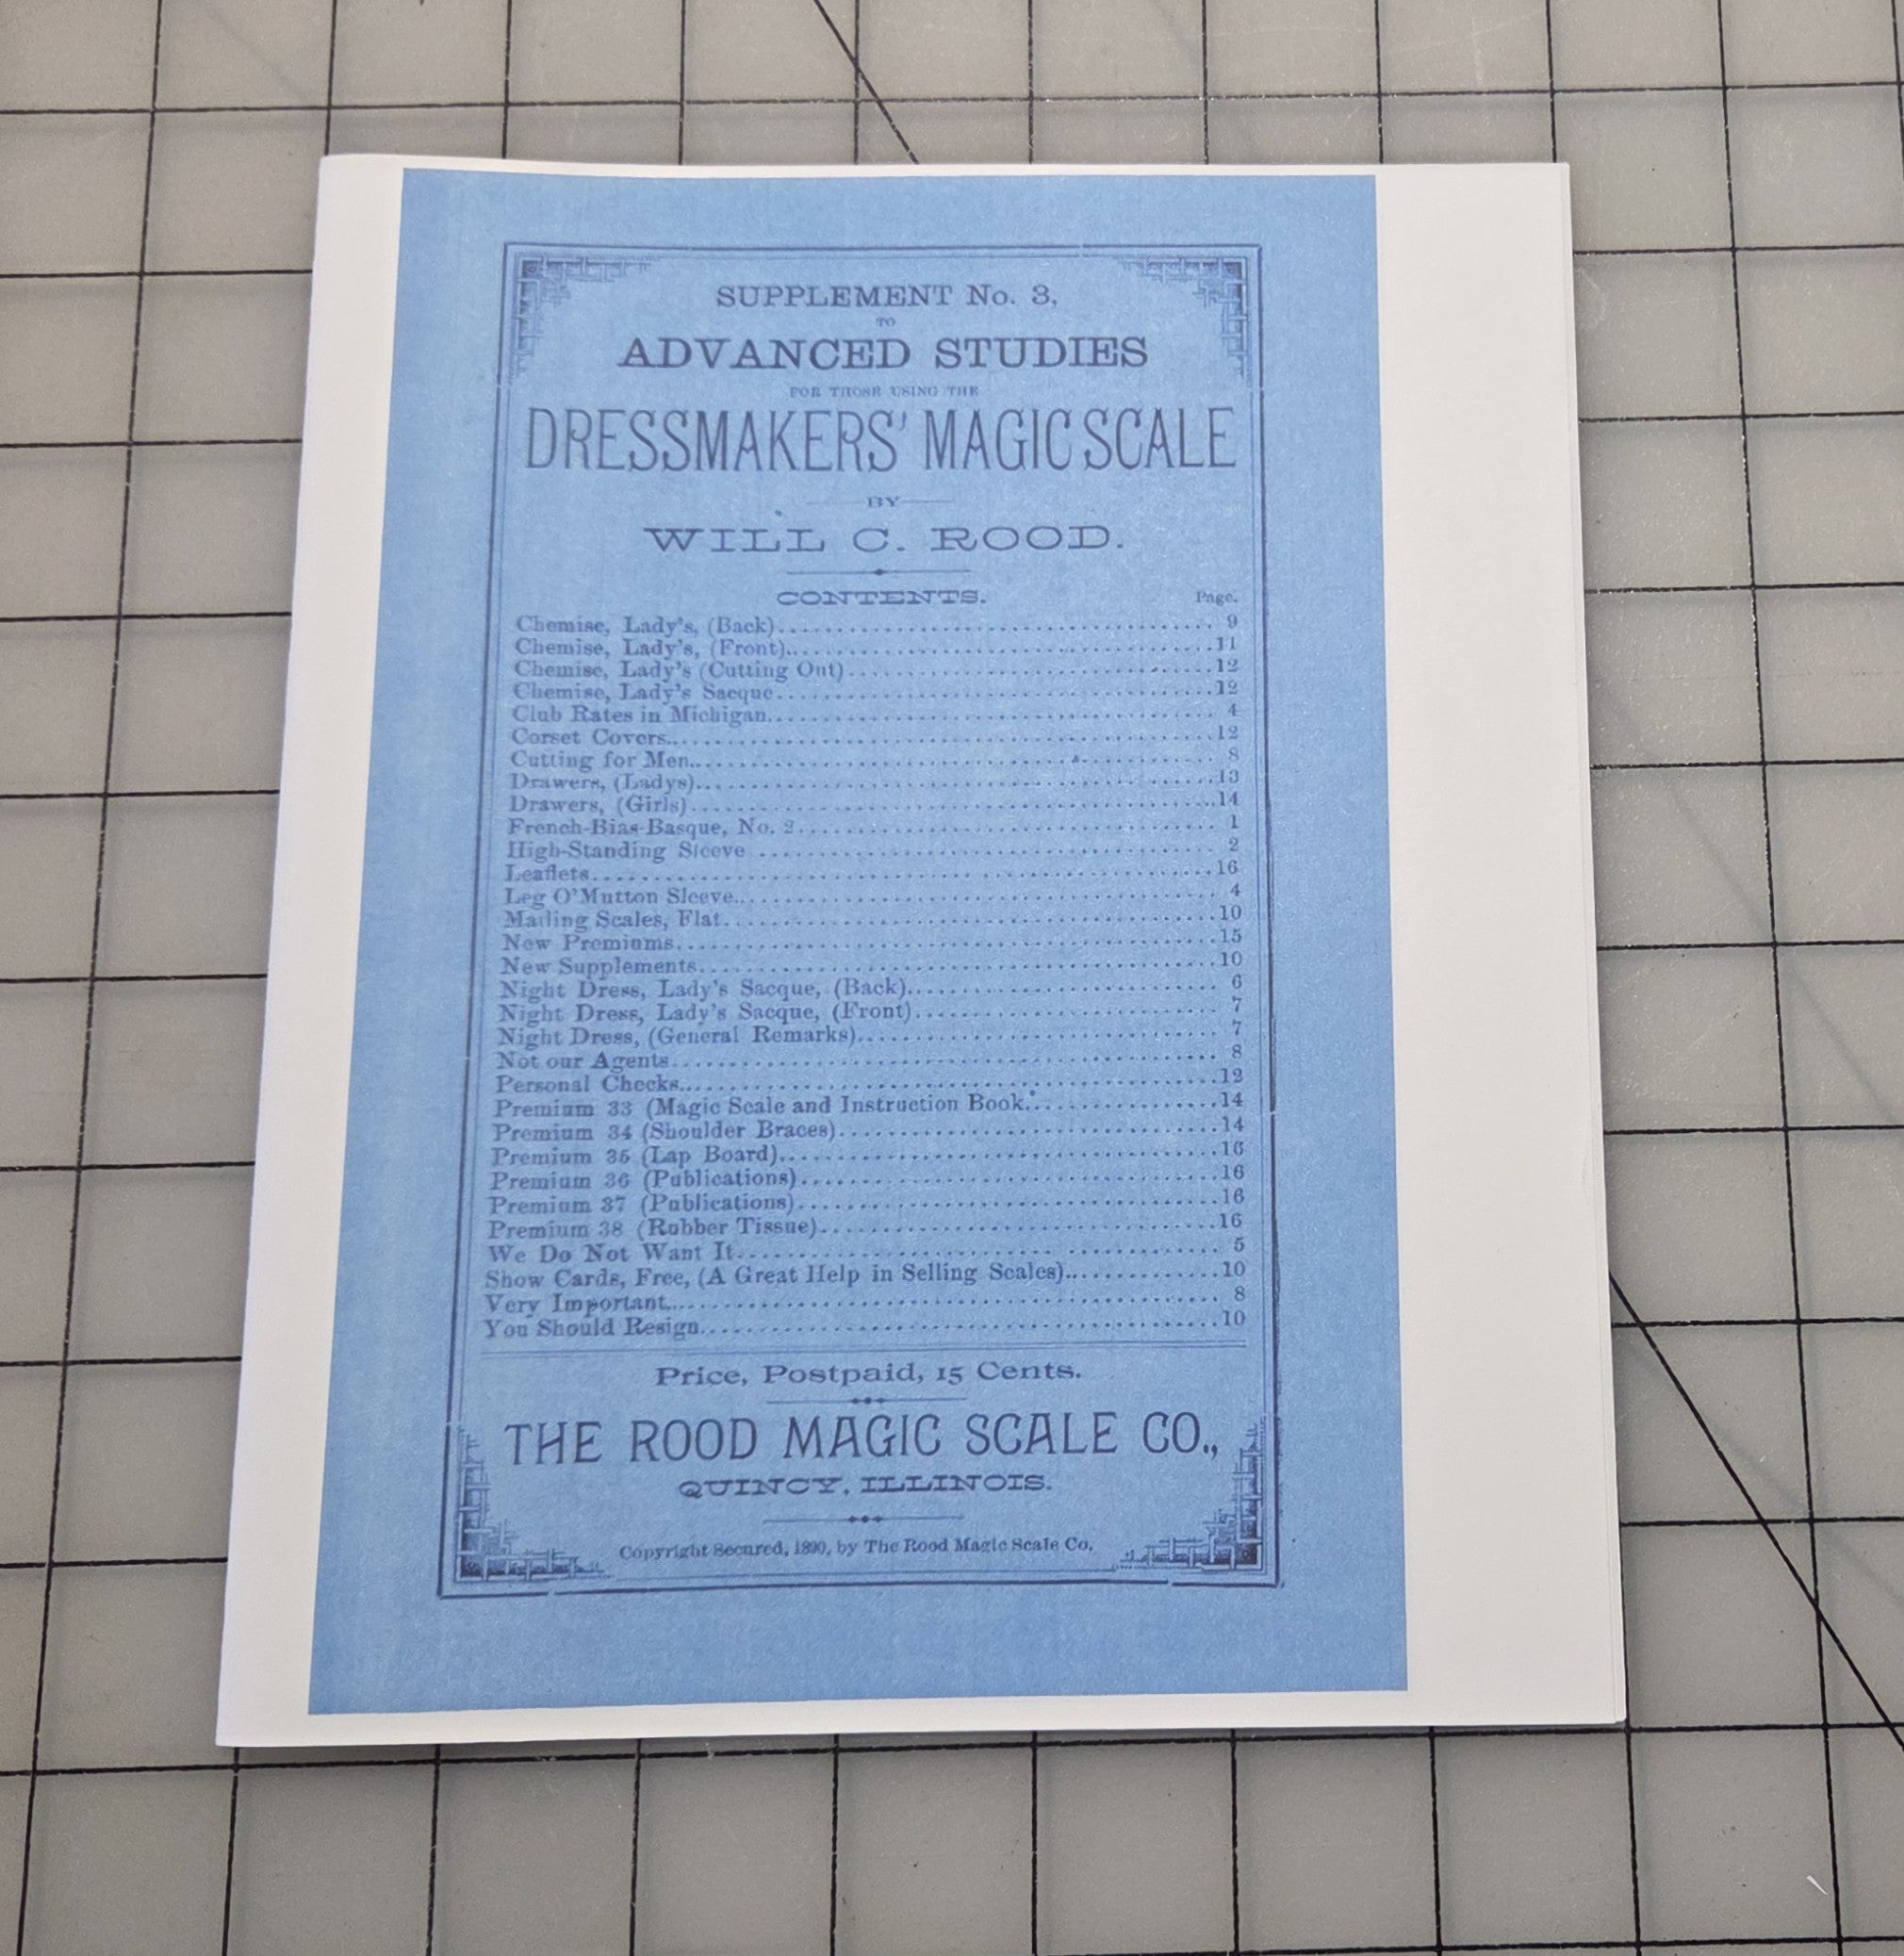 SUPPLEMENT No. 3,
TO
ADVANCED STUDIES
FOR THOSE USING THE
DRESSMAKERS' MAGIC SCALE
BY
WILL C. ROOD.
CONTENTS. Page.
Chemise, Lady's, (Back) 9
Chemise, Lady's, (Front) 11
Chemise, Lady's (Cutting Out) 12
Chemise, Lady's Sacque 12
Club Rates in Michigan 4
Corset Covers 12
Cutting for Men 8
Drawers, (Ladys) 13
Drawers, (Girls) 14
French-Bias-Basque, No. 2 1
High-Standing Sleeve 2
Leaflets 16
Leg O'Mutton Sleeve 4
Mailing Scales, Flat 10
New Premiums 15
New Supplements 10
Night Dress, Lady's Sacque, (Back) 6
Night Dress, Lady's Sacque, (Front) 7
Night Dress, (General Remarks) 7
Not our Agents 8
Personal Checks 12
Premium 33 (Magic Scale and Instruction Book. 14
Premium 34 (Shoulder Braces) 14
Premium 35 (Lap Board) 16
Premium 36 (Publications) 16
Premium 37 (Publications) 16
Premium 38 (Rubber Tissue) 16
We Do Not Want It 5
Show Cards, Free, (A Great Help in Selling Scales) 10
Very Important 8
You Should Resign 10
Price, Postpaid, 15 Cents.
THE ROOD MAGIC SCALE CO.,
QUINCY, ILLINOIS.
Copyright Secured, 1890, by The Rood Magic Scale Co.